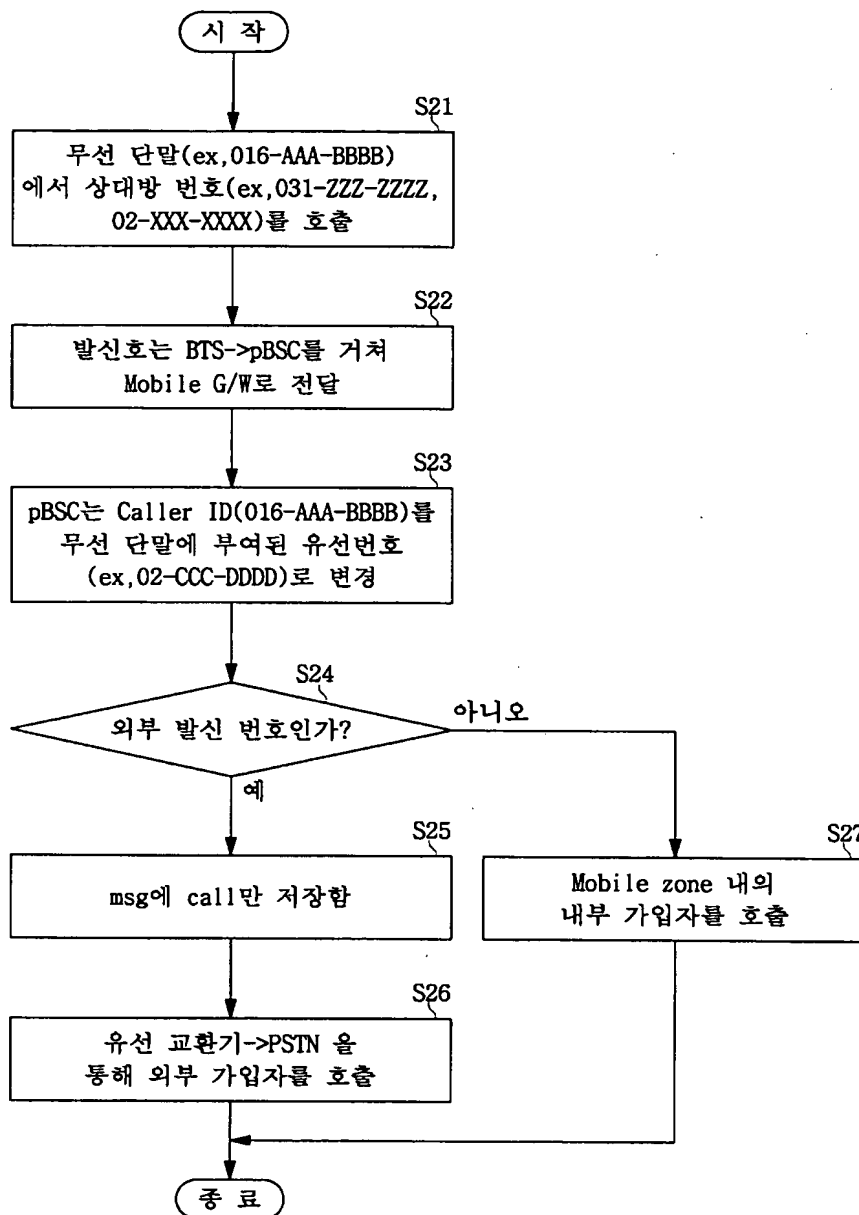 시 작
S21
무선 단말(ex,016-AAA-BBBB)
에서 상대방 번호(ex,031-ZZZ-ZZZZ,
02-XXX-XXXX)를 호출
S22
발신호는 BTS->pBSC를 거쳐
Mobile G/W로 전달
S23
pBSC는 Caller ID(016-AAA-BBBB)를
무선 단말에 부여된 유선번호
(ex,02-CCC-DDDD)로 변경
S24
외부 발신 번호인가?
아니오
예
S25
msg에 call만 저장함
S27
Mobile zone 내의
내부 가입자를 호출
S26
유선 교환기->PSTN 을
통해 외부 가입자를 호출
종 료